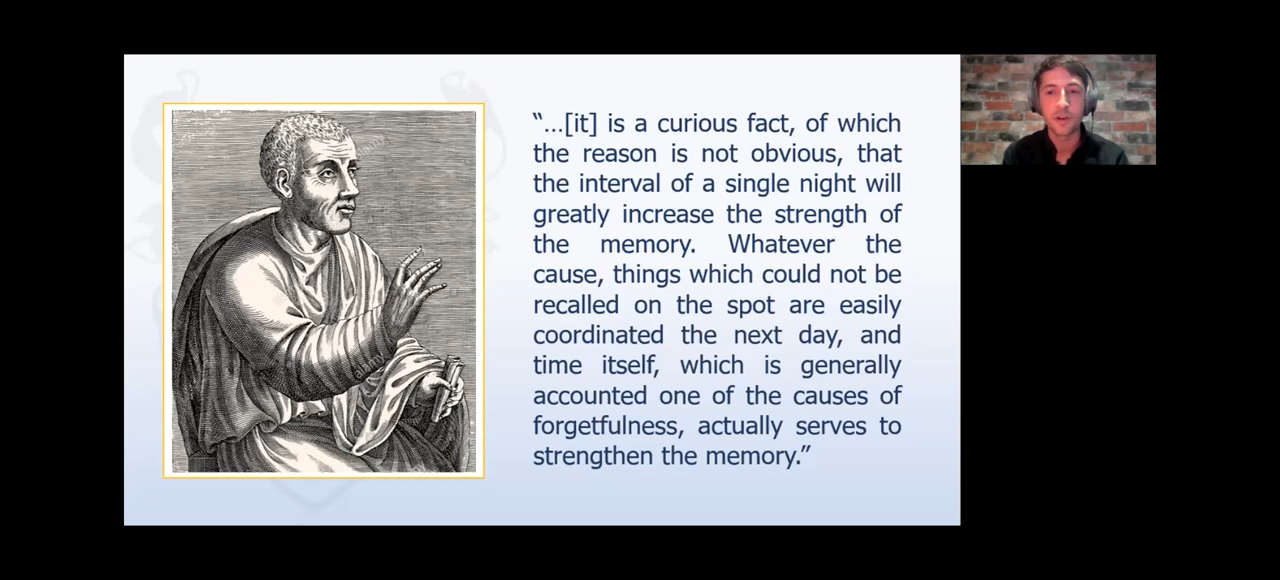 “…[it] is a curious fact, of which
the reason is not obvious, that
the interval of a single night will
greatly increase the strength of
the memory. Whatever the
cause, things which could not be
recalled on the spot are easily
coordinated the next day, and
time itself, which is generally
accounted one of the causes of
forgetfulness, actually serves to
strengthen the memory.”
alamy
alamy